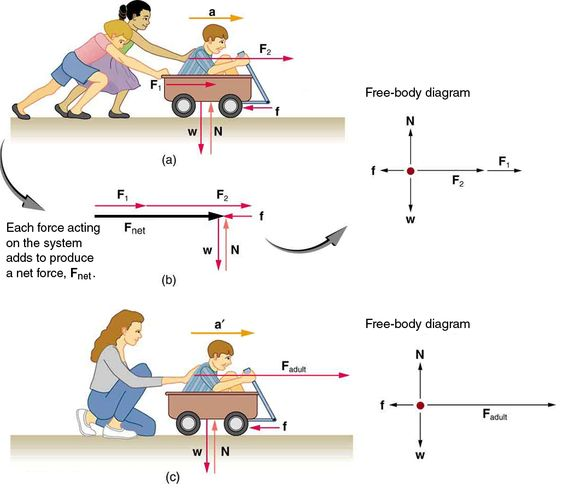 a
F2
F1
f
w N
(a)
Free-body diagram
N
f
F2
F1
w
Each force acting
on the system
adds to produce
a net force, Fnet.
F1 F2
Fnet
f
w N
(b)
a′
Fadult
f
w N
(c)
Free-body diagram
N
f
Fadult
w